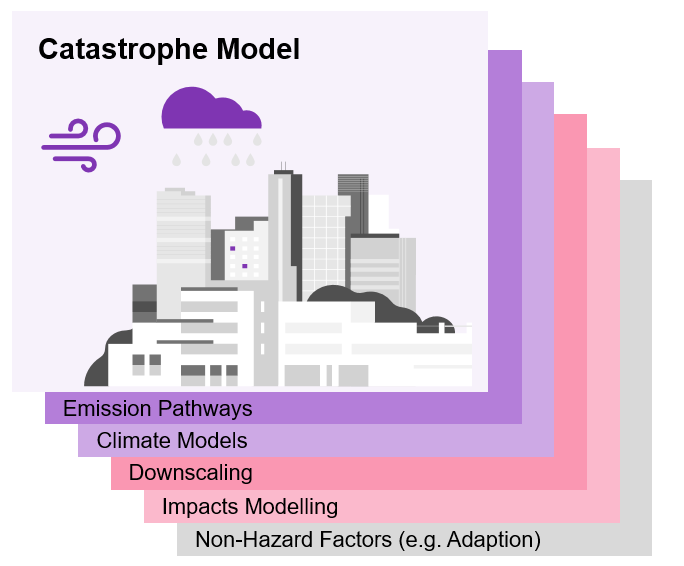 Catastrophe Model
Emission Pathways
Climate Models
Downscaling
Impacts Modelling
Non-Hazard Factors (e.g. Adaption)